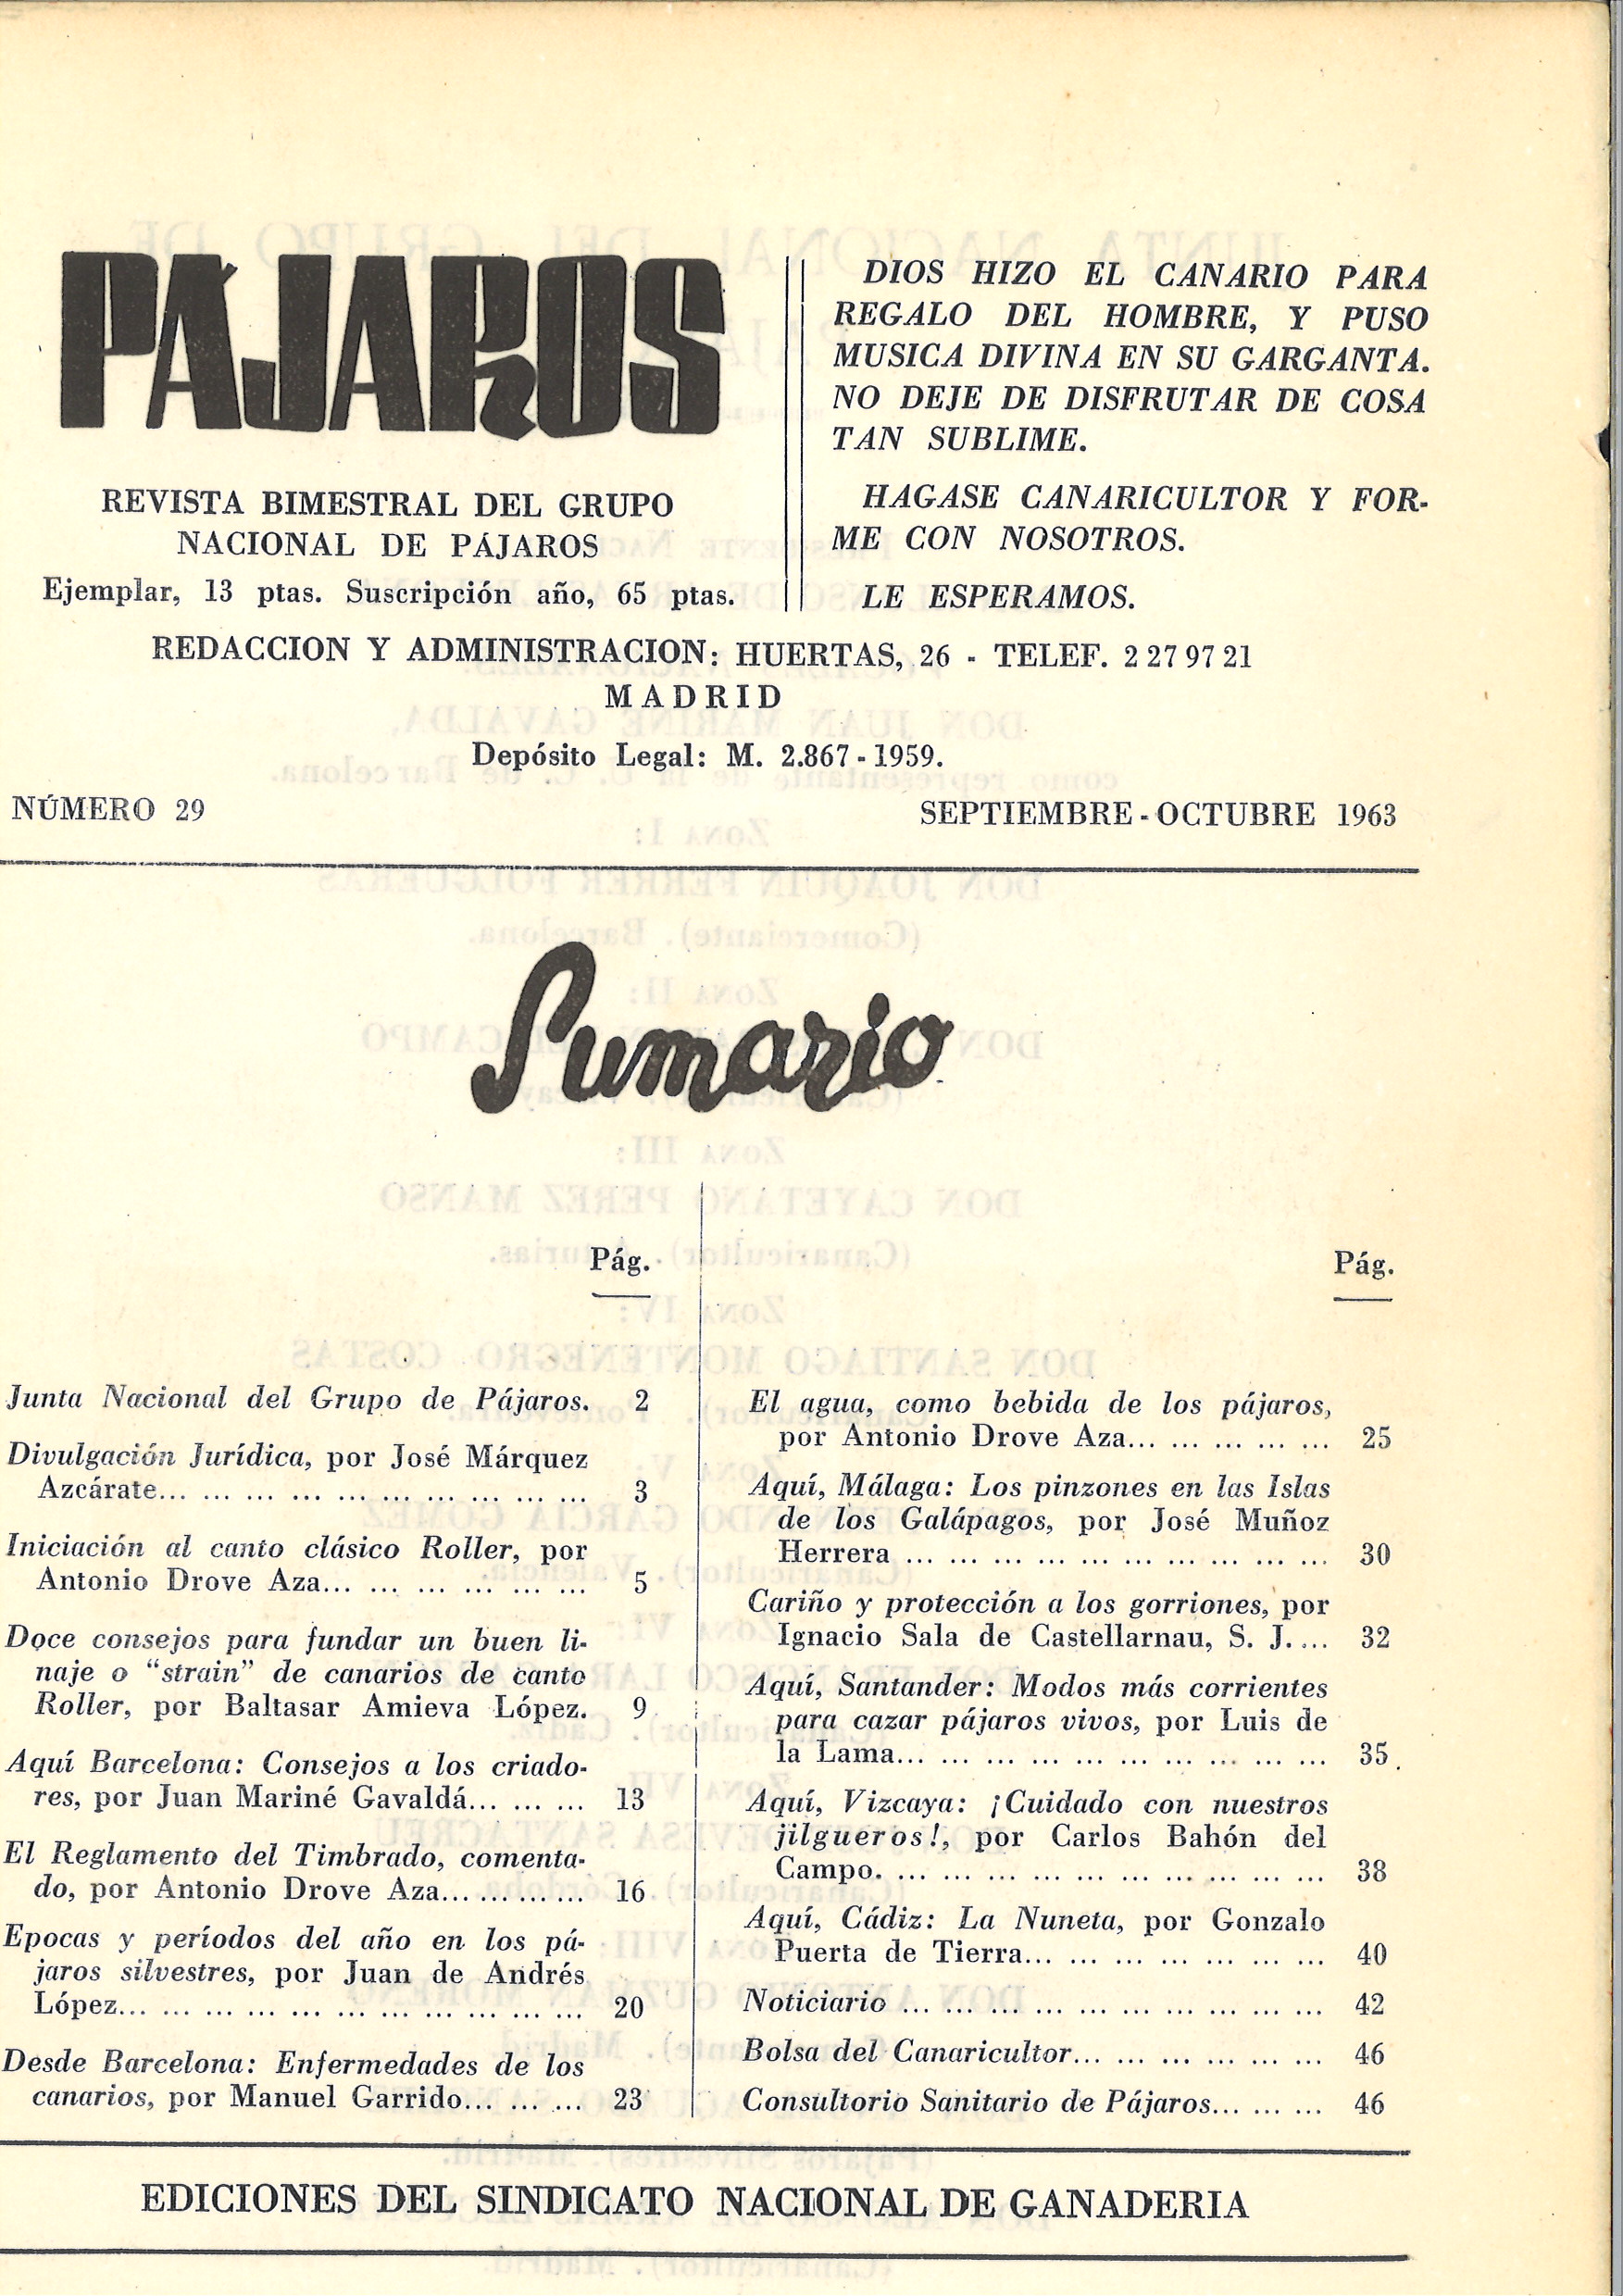 PÁJAROS
REVISTA BIMESTRAL DEL GRUPO
NACIONAL DE PÁJAROS
Ejemplar, 13 ptas. Suscripción año, 65 ptas.
DIOS HIZO EL CANARIO PARA
REGALO DEL HOMBRE, Y PUSO
MUSICA DIVINA EN SU GARGANTA.
NO DEJE DE DISFRUTAR DE COSA
TAN SUBLIME.
HAGASE CANARICULTOR Y FOR-
ME CON NOSOTROS.
LE ESPERAMOS.
REDACCION Y ADMINISTRACION: HUERTAS, 26 - TELEF. 2 27 97 21
MADRID
Depósito Legal: M. 2.867-1959.
NÚMERO 29
SEPTIEMBRE-OCTUBRE 1963
Sumario
Pág.
Junta Nacional del Grupo de Pájaros. 2
Divulgación Jurídica, por José Márquez
Azcárate... ... ... ... ... ... ... ... ... ... 3
Iniciación al canto clásico Roller, por
Antonio Drove Aza... ... ... ... ... ... 5
Doce consejos para fundar un buen li-
naje o "strain" de canarios de canto
Roller, por Baltasar Amieva López. 9
Aquí Barcelona: Consejos a los criado-
res, por Juan Mariné Gavaldá... ... ... 13
El Reglamento del Timbrado, comenta-
do, por Antonio Drove Aza... ... ... ... 16
Epocas y períodos del año en los pá-
jaros silvestres, por Juan de Andrés
López... ... ... ... ... ... ... ... ... ... ... 20
Desde Barcelona: Enfermedades de los
canarios, por Manuel Garrido... ... ... 23
Pág.
El agua, como bebida de los pájaros,
por Antonio Drove Aza... ... ... ... ... 25
Aquí, Málaga: Los pinzones en las Islas
de los Galápagos, por José Muñoz
Herrera ... ... ... ... ... ... ... ... ... ... 30
Cariño y protección a los gorriones, por
Ignacio Sala de Castellarnau, S. J. ... 32
Aquí, Santander: Modos más corrientes
para cazar pájaros vivos, por Luis de
la Lama... ... ... ... ... ... ... ... ... ... 35
Aquí, Vizcaya: ¡Cuidado con nuestros
jilgueros!, por Carlos Bahón del
Campo. ... ... ... ... ... ... ... ... ... ... 38
Aquí, Cádiz: La Nuneta, por Gonzalo
Puerta de Tierra... ... ... ... ... ... ... 40
Noticiario ... ... ... ... ... ... ... ... ... ... 42
Bolsa del Canaricultor... ... ... ... ... ... 46
Consultorio Sanitario de Pájaros... ... ... 46
EDICIONES DEL SINDICATO NACIONAL DE GANADERIA